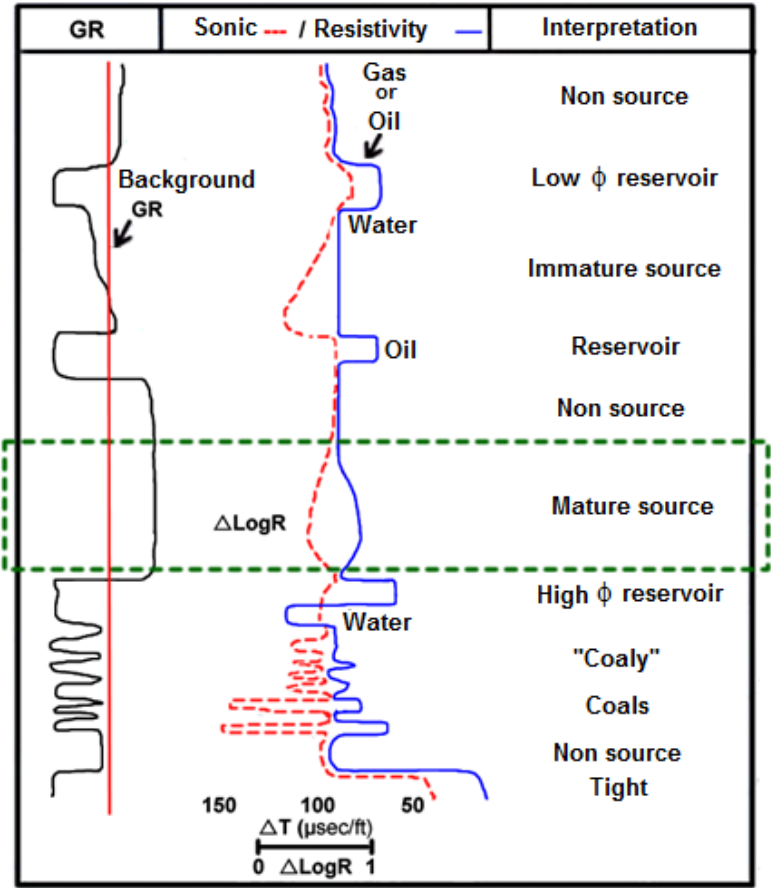 GR
Sonic --- / Resistivity —
Interpretation
Gas
or
Oil
Non source
Background
GR
Low ϕ reservoir
Water
Immature source
Oil
Reservoir
Non source
△LogR
Mature source
High ϕ reservoir
Water
"Coaly"
Coals
Non source
Tight
150 100 50
△T (µsec/ft)
0 △LogR 1